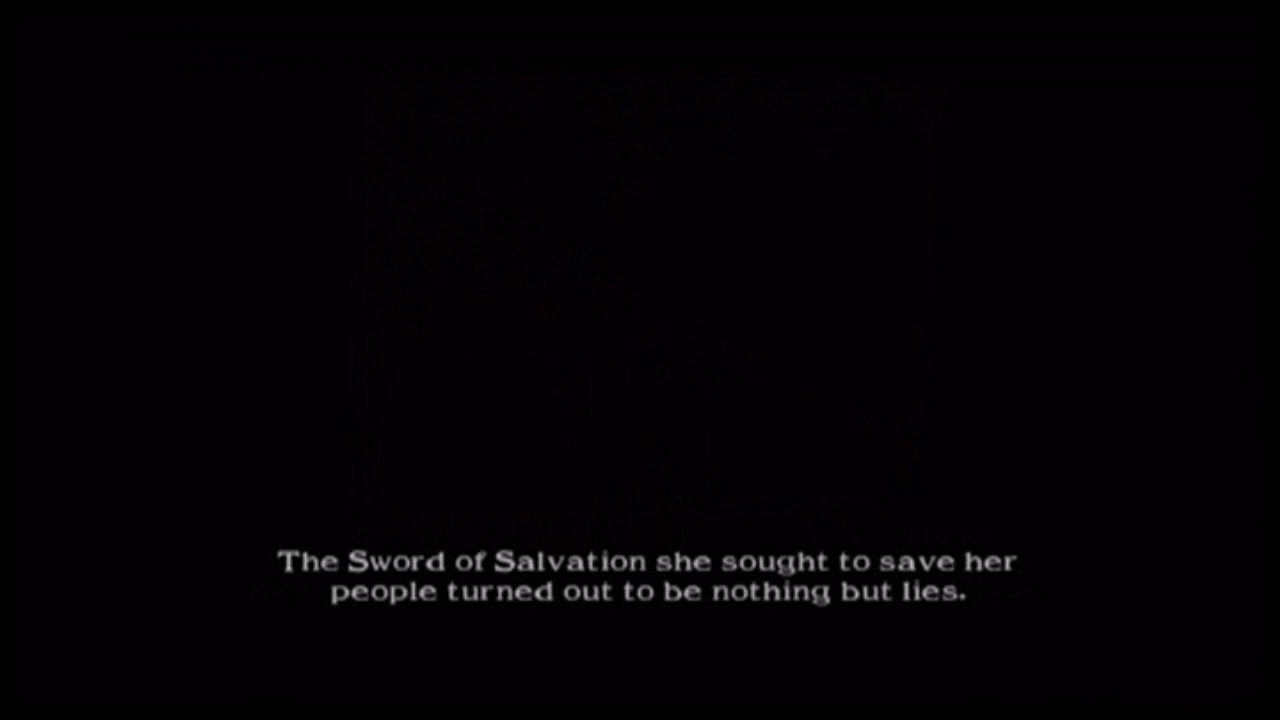 The Sword of Salvation she sought to save her
people turned out to be nothing but lies.